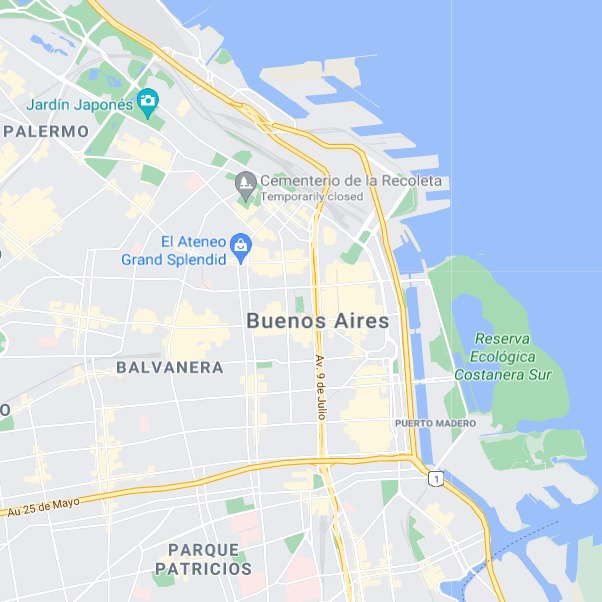 Jardín Japonés
PALERMO
Cementerio de la Recoleta
Temporarily closed
El Ateneo
Grand Splendid
Buenos Aires
Reserva
Ecológica
Costanera Sur
BALVANERA
Av. 9 de Julio
O
PUERTO MADERO
1
Au 25 de Mayo
PARQUE
PATRICIOS